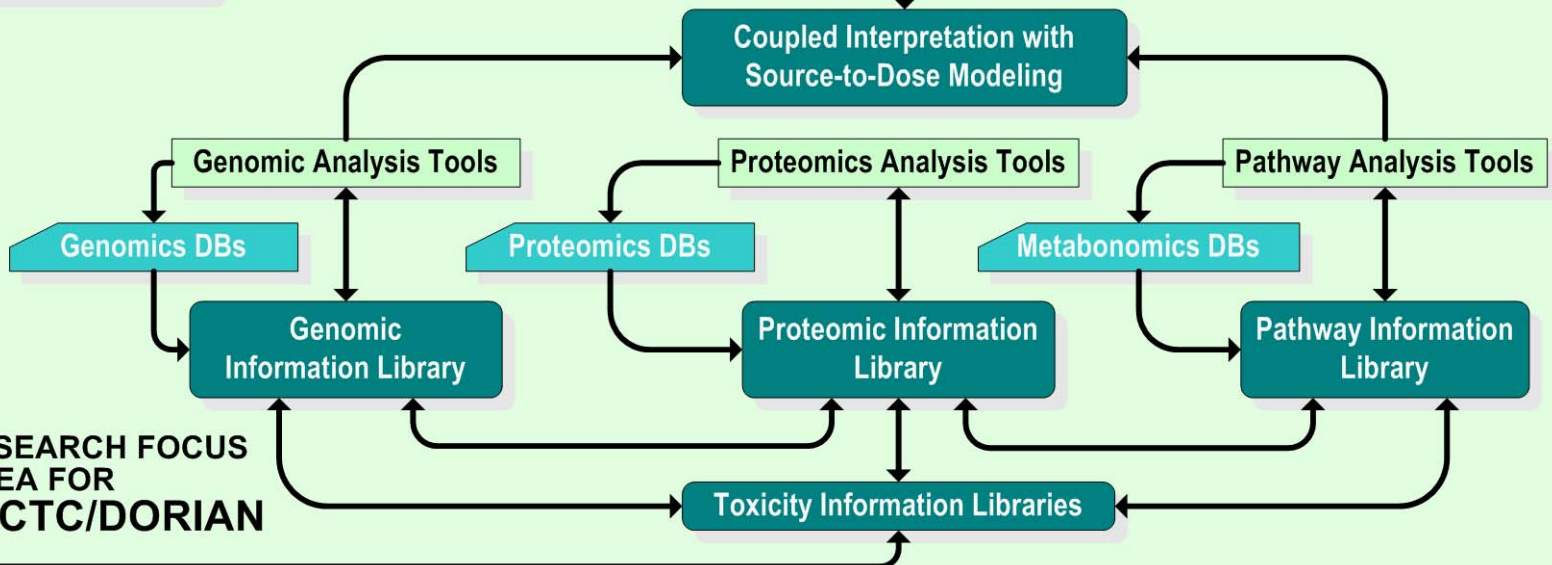 Coupled Interpretation with
Source-to-Dose Modeling
Genomic Analysis Tools
Proteomics Analysis Tools
Pathway Analysis Tools
Genomics DBs
Proteomics DBs
Metabonomics DBs
Genomic
Information Library
Proteomic Information
Library
Pathway Information
Library
SEARCH FOCUS
EA FOR
CTC/DORIAN
Toxicity Information Libraries